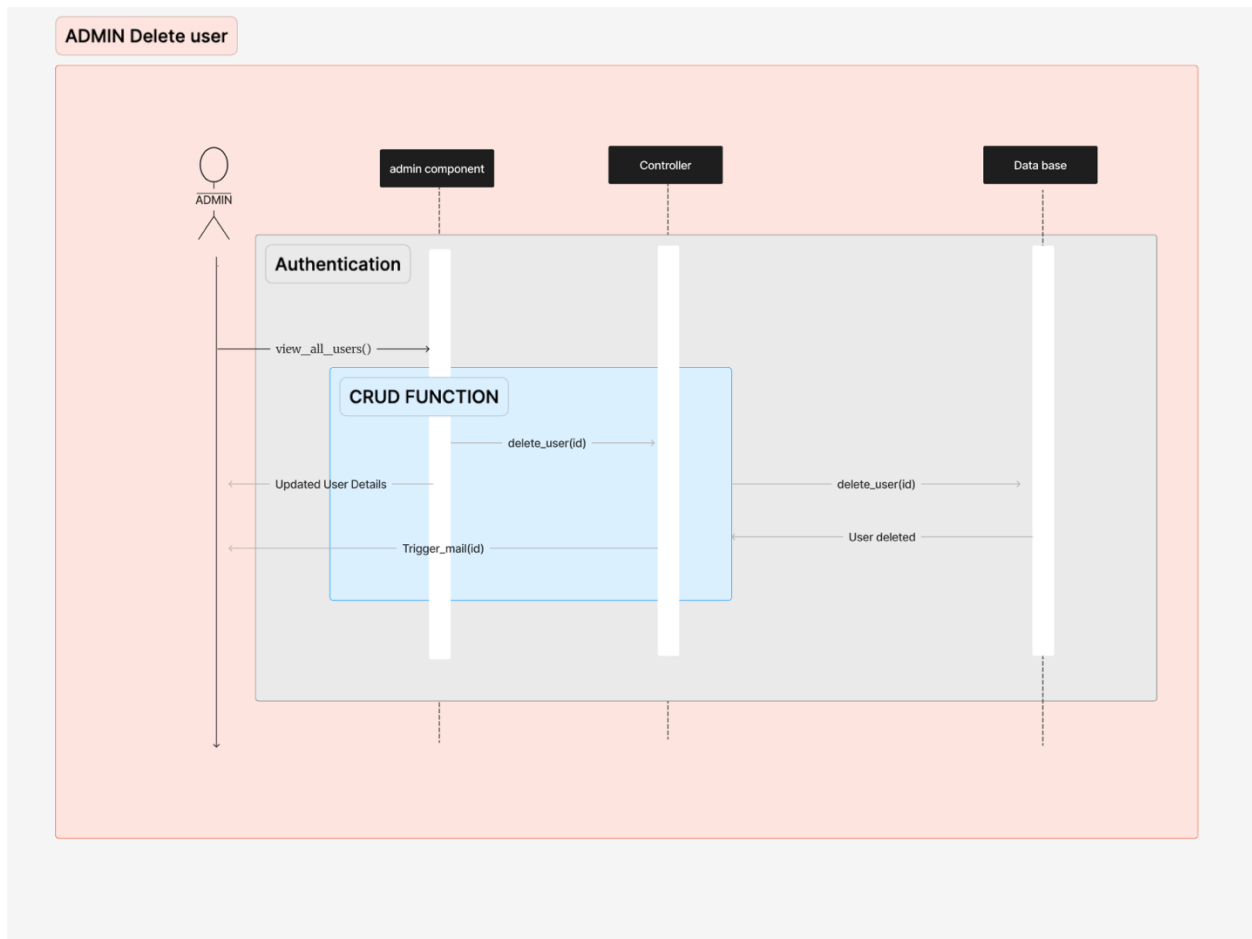 ADMIN Delete user
ADMIN
admin component
Controller
Data base
Authentication
view_all_users()
CRUD FUNCTION
delete_user(id)
Updated User Details
delete_user(id)
User deleted
Trigger_mail(id)